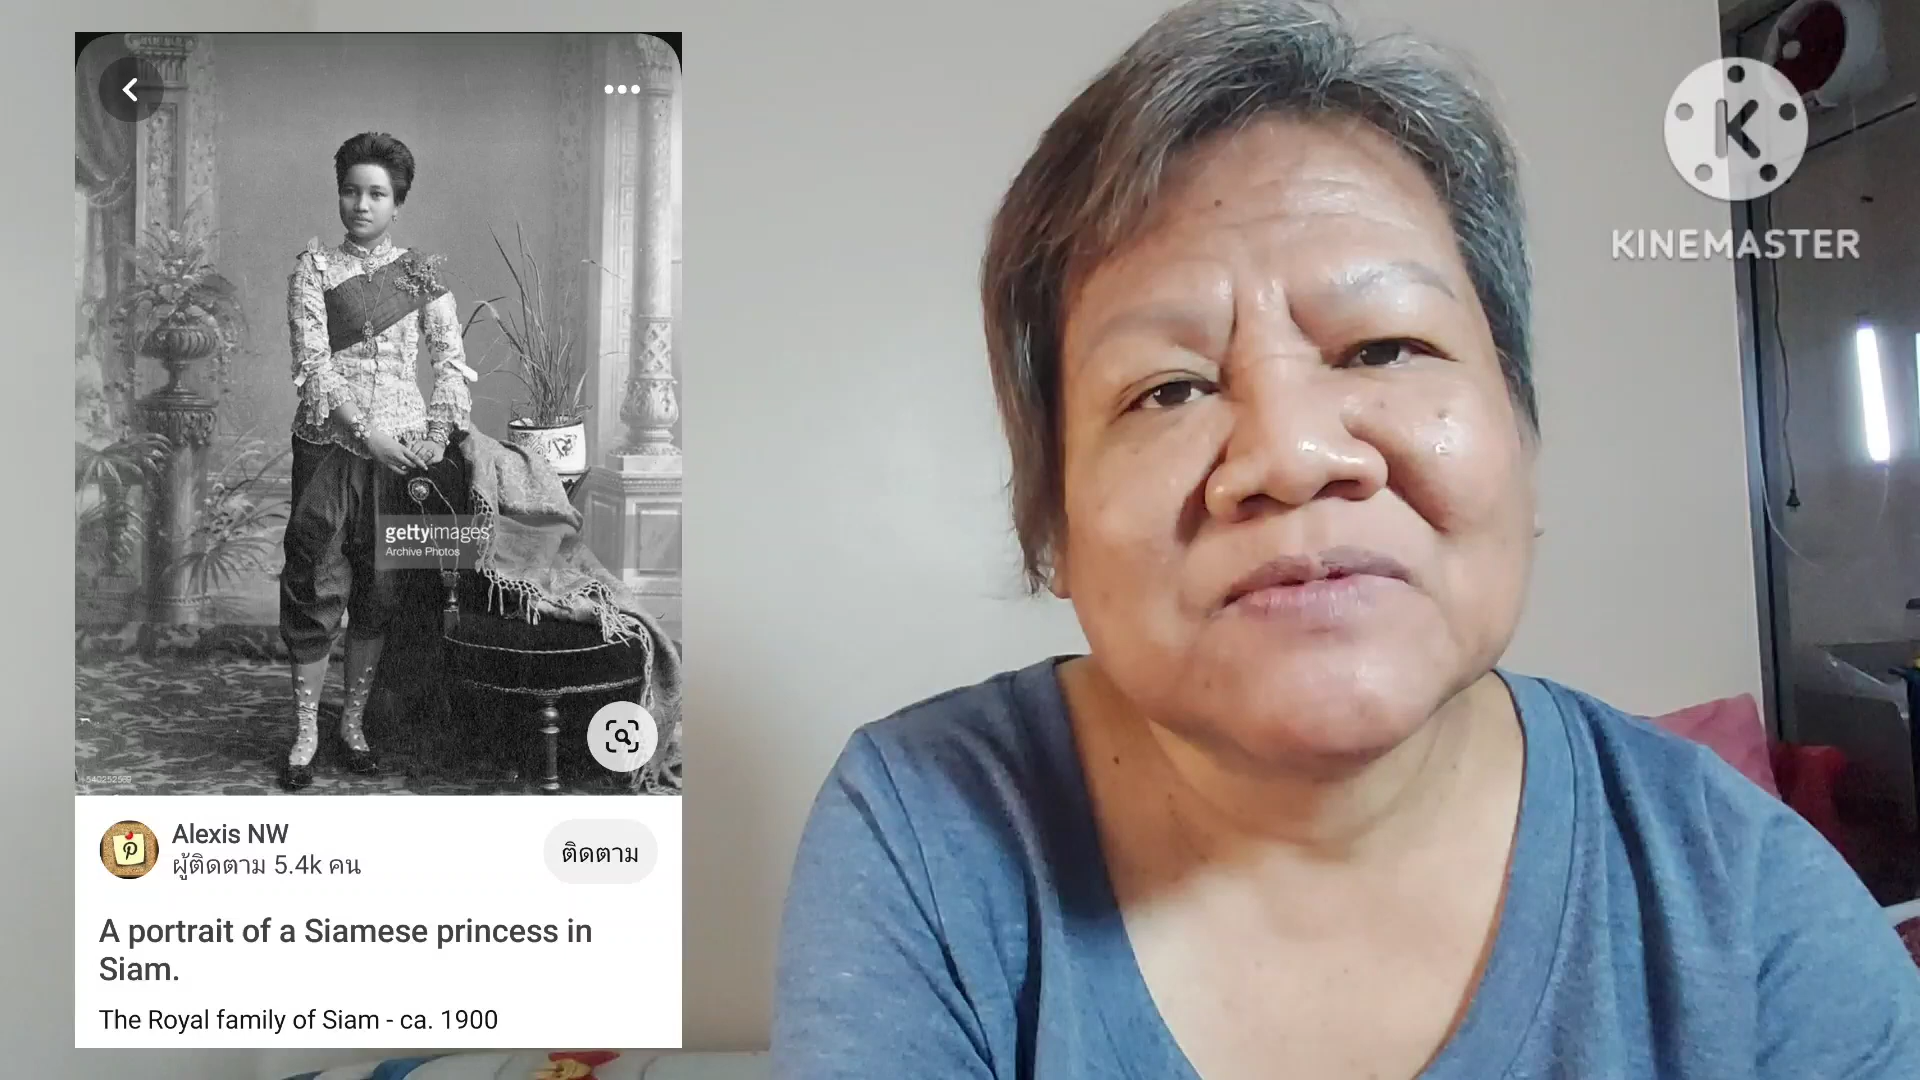 gettyimages
Archive Photos
540252569
Alexis NW
ผู้ติดตาม 5.4k คน
ติดตาม
A portrait of a Siamese princess in
Siam.
The Royal family of Siam - ca. 1900
KINEMASTER